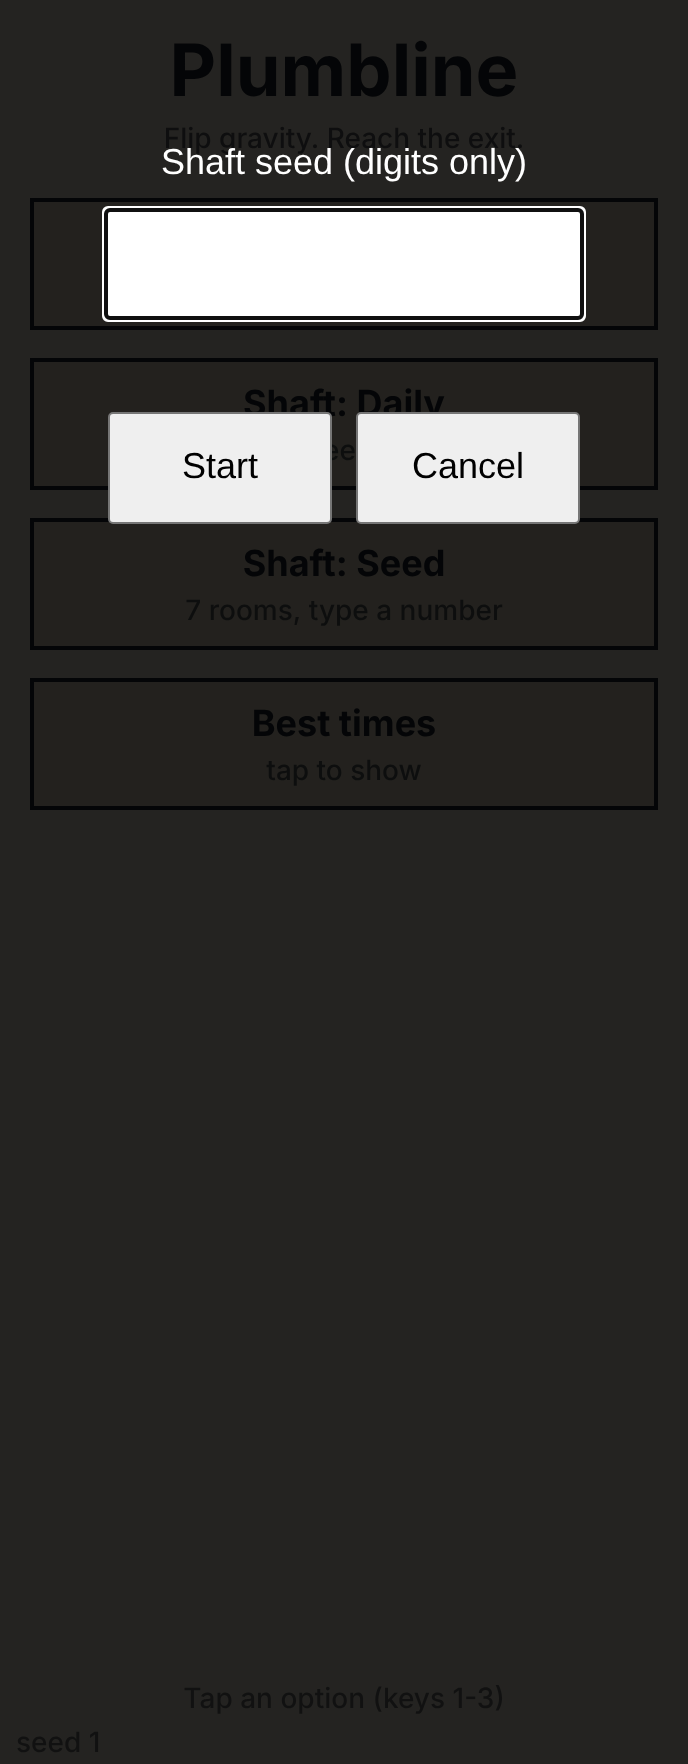 Plumbline
Flip gravity. Reach the exit.
Shaft seed (digits only)
Shaft: Daily
Start
Cancel
Shaft: Seed
7 rooms, type a number
Best times
tap to show
Tap an option (keys 1-3)
seed 1